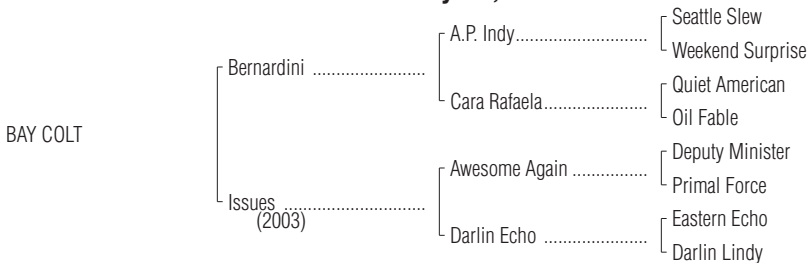 Seattle Slew
A.P. Indy
Weekend Surprise
Bernardini
Quiet American
Cara Rafaela
Oil Fable
BAY COLT
Deputy Minister
Awesome Again
Primal Force
Issues
(2003)
Eastern Echo
Darlin Echo
Darlin Lindy